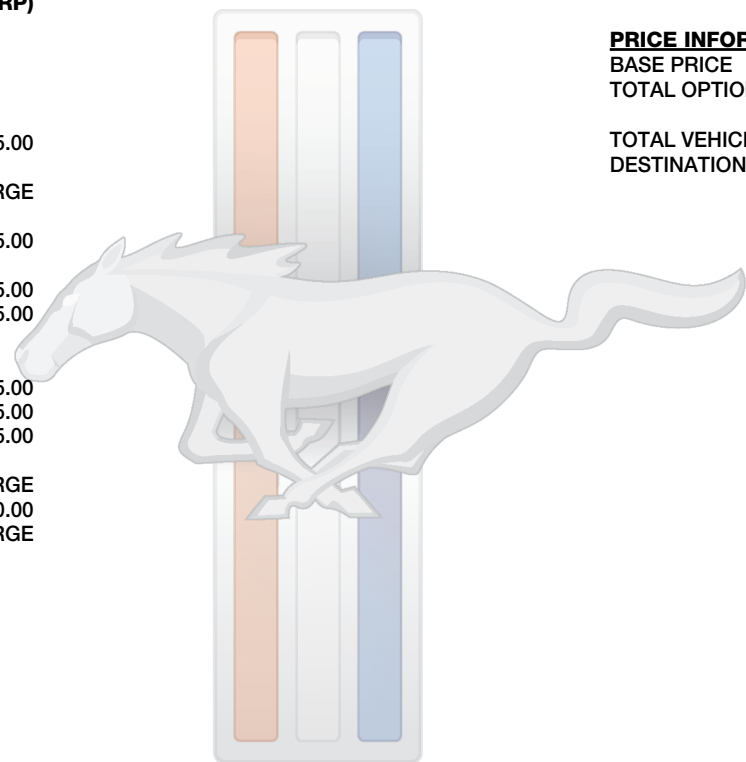 RP)
5.00
RGE
5.00
5.00
5.00
5.00
5.00
5.00
RGE
0.00
RGE
PRICE INFOR
BASE PRICE
TOTAL OPTIO
TOTAL VEHICL
DESTINATION